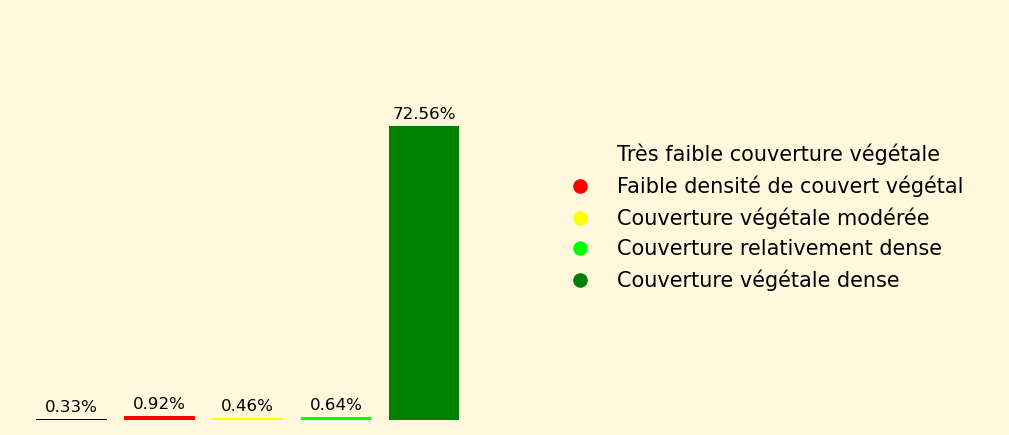 72.56%
0.33%
0.92%
0.46%
0.64%
Très faible couverture végétale
Faible densité de couvert végétal
Couverture végétale modérée
Couverture relativement dense
Couverture végétale dense